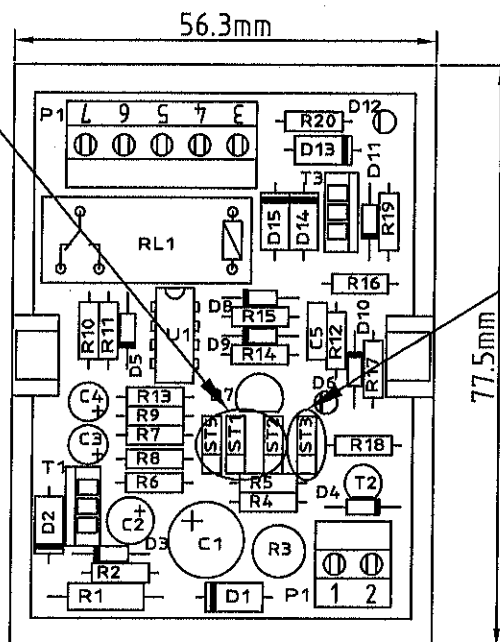 56.3mm
P1 7 6 5 4 3
D12
R20
D13
D11
T3
D15
D14
R19
RL1
R16
D8
R15
D9
R14
U1
R10
R11
D5
C5
R12
D10
R17
77.5mm
D6
C4
R13
R9
C3
R7
R8
R6
7
ST5
ST1
ST2
ST3
R18
R5
R4
T1
D2
C2
D3
C1
R3
D4
T2
R2
R1
D1
P1
1 2